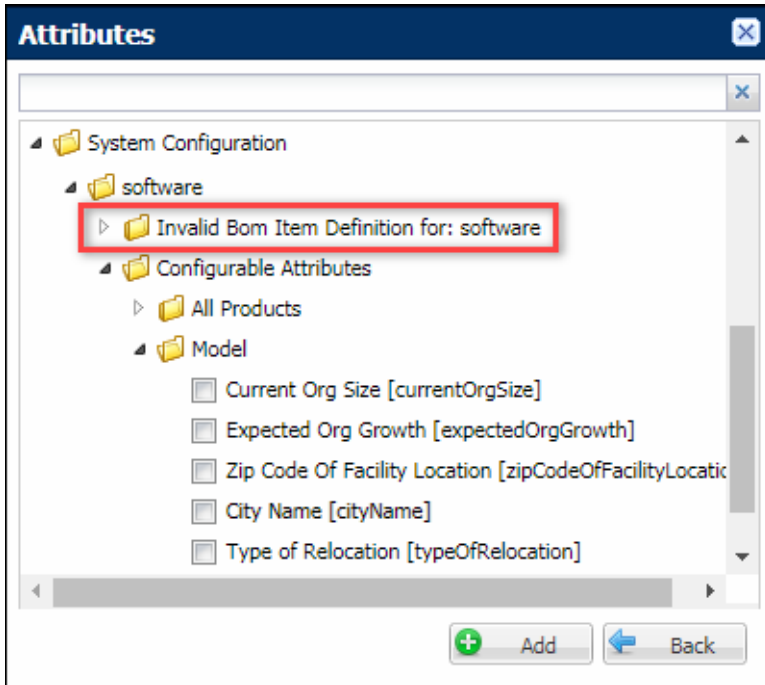 Attributes
System Configuration
software
Invalid Bom Item Definition for: software
Configurable Attributes
All Products
Model
Current Org Size [currentOrgSize]
Expected Org Growth [expectedOrgGrowth]
Zip Code Of Facility Location [zipCodeOfFacilityLocatic
City Name [cityName]
Type of Relocation [typeOfRelocation]
Add Back